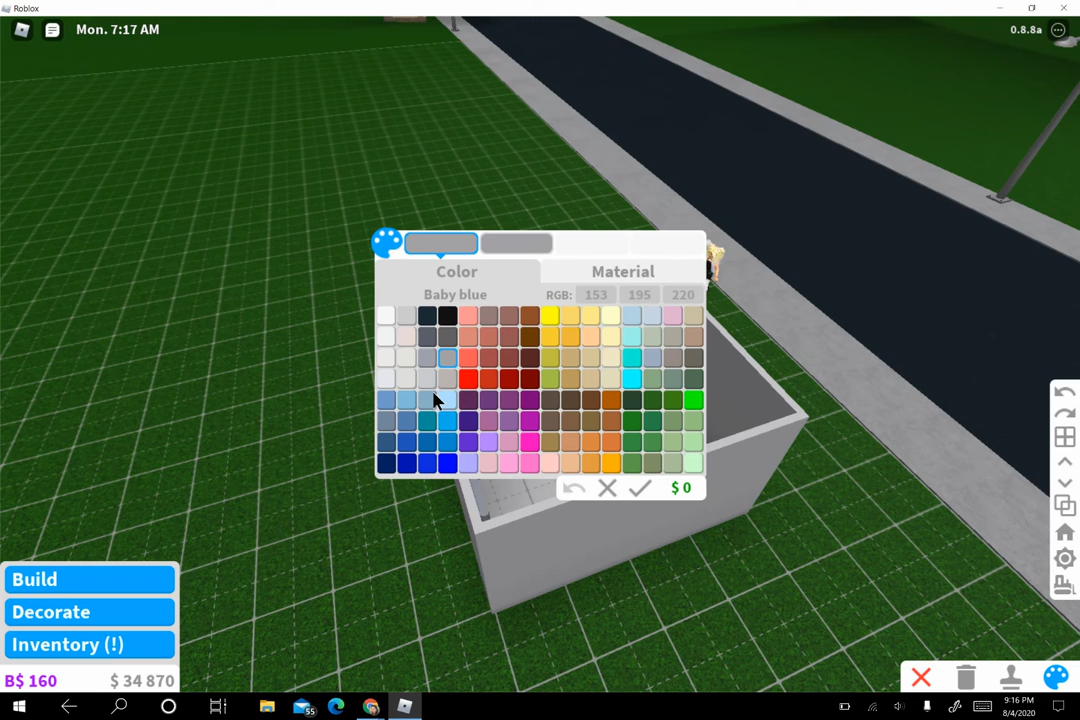 Roblox
Mon. 7:17 AM
0.8.8a
Color
Material
Baby blue
RGB: 153 195 220
$ 0
Build
Decorate
Inventory (!)
B$ 160
$ 34 870
55
9:16 PM
8/4/2020